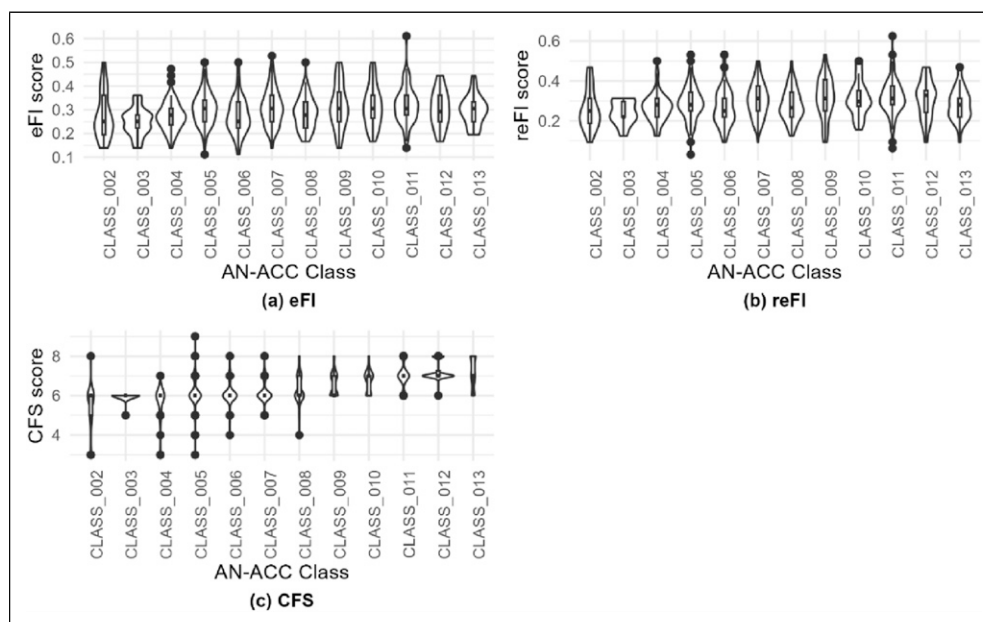 eFI score
0.6
0.5
0.4
0.3
0.2
0.1
CLASS_002
CLASS_003
CLASS_004
CLASS_005
CLASS_006
CLASS_007
CLASS_008
CLASS_009
CLASS_010
CLASS_011
CLASS_012
CLASS_013
AN-ACC Class
(a) eFI
reFI score
0.6
0.4
0.2
CLASS_002
CLASS_003
CLASS_004
CLASS_005
CLASS_006
CLASS_007
CLASS_008
CLASS_009
CLASS_010
CLASS_011
CLASS_012
CLASS_013
AN-ACC Class
(b) reFI
CFS score
8
6
4
CLASS_002
CLASS_003
CLASS_004
CLASS_005
CLASS_006
CLASS_007
CLASS_008
CLASS_009
CLASS_010
CLASS_011
CLASS_012
CLASS_013
AN-ACC Class
(c) CFS